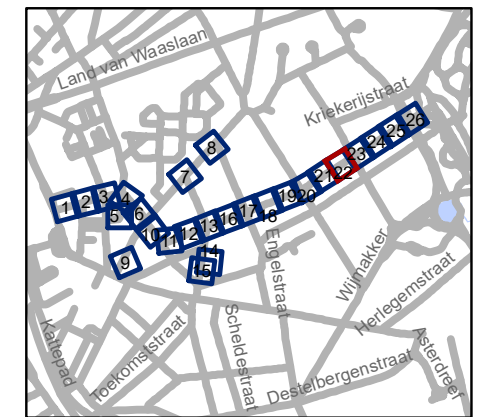 Land van Waaslaan
Kriekerijstraat
8
7
1
2
3
4
5
6
9
10
11
12
13
14
15
16
17
18
19
20
21
22
23
24
25
26
Engelstraat
Wijmakker
Herlegemstraat
Scheldestraat
Toekomststraat
Kattepad
Destelbergenstraat
Asterdreef